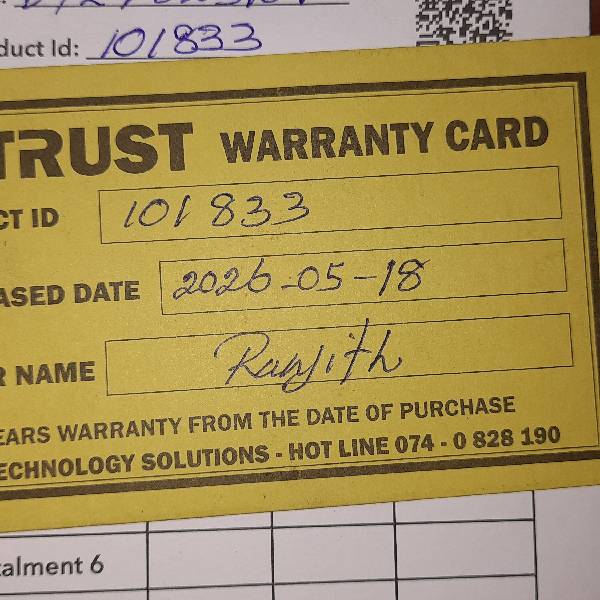 duct Id: 101833
TRUST WARRANTY CARD
CT ID 101833
ASED DATE 2026-05-18
R NAME Ranjith
EARS WARRANTY FROM THE DATE OF PURCHASE
ECHNOLOGY SOLUTIONS - HOT LINE 074 - 0 828 190
talment 6